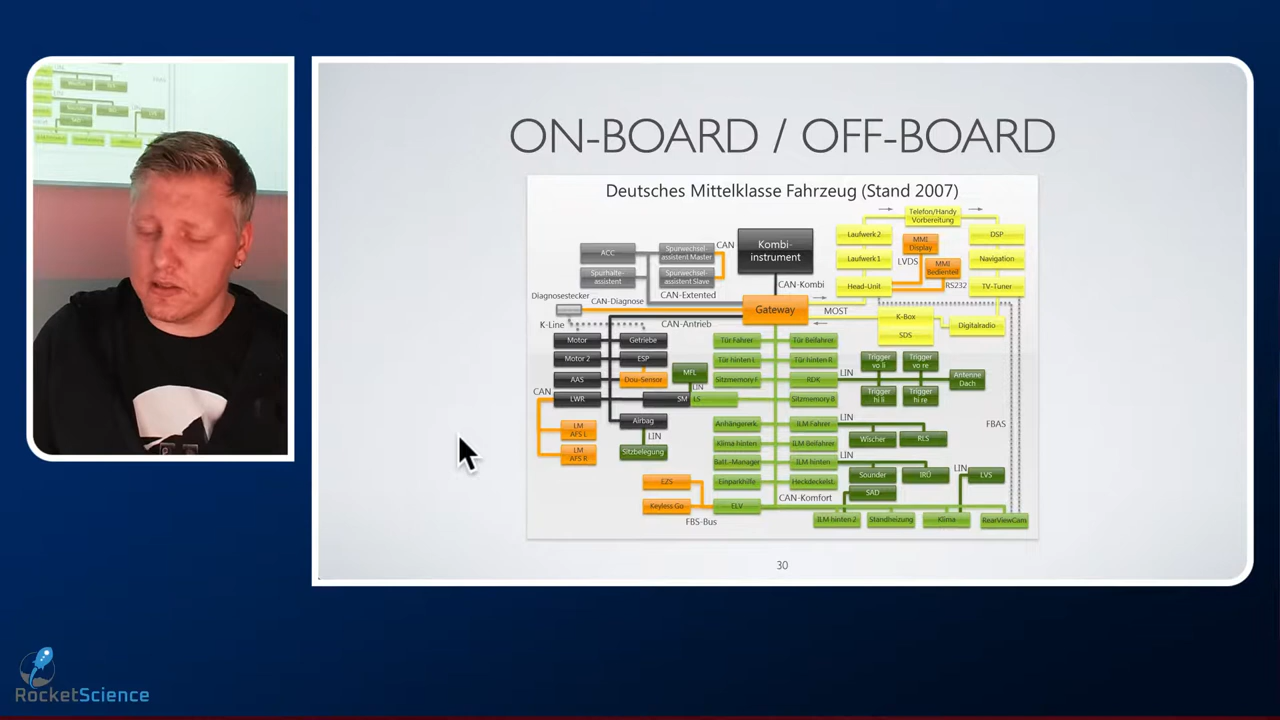 ON-BOARD / OFF-BOARD
Deutsches Mittelklasse Fahrzeug (Stand 2007)
Telefon/Handy
Vorbereitung
ACC
Spurwechsel-
assistent Master
CAN
Kombi-
instrument
Laufwerk 2
MMI
Display
DSP
Spurhalte-
assistent
Spurwechsel-
assistent Slave
Laufwerk1
LVDS
MMI
Bedienteil
Navigation
CAN-Extented
CAN-Kombi
Head-Unit
RS232
TV-Tuner
Diagnosestecker
CAN-Diagnose
Gateway
MOST
K-Box
SDS
Digitalradio
K-Line
CAN-Antrieb
Motor
Getriebe
Tür Fahrer
Tür Beifahrer
Motor 2
ESP
Tür hinten l.
Tür hinten R.
Trigger
vo li
Trigger
vo re
AAS
Dou-Sensor
MFL
Sitzmemory F.
RDK
LIN
Antenne
Dach
CAN
LWR
LIN
SM
LS
Sitzmemory B
Trigger
hi li
Trigger
hi re
Airbag
Anhängerverk.
ILM Fahrer
LIN
FBAS
LM
AFS L
LIN
Klima hinten
ILM Beifahrer
Wischer
RLS
LM
AFS R
Sitzbelegung
Batt.-Manager
ILM hinten
LIN
EZS
Einparkhilfe
Heckdeckelst.
Sounder
IRÜ
LIN
LVS
Keyless Go
ELV
CAN-Komfort
SAD
FBS-Bus
ILM hinten 2
Standheizung
Klima
RearViewCam
30
RocketScience